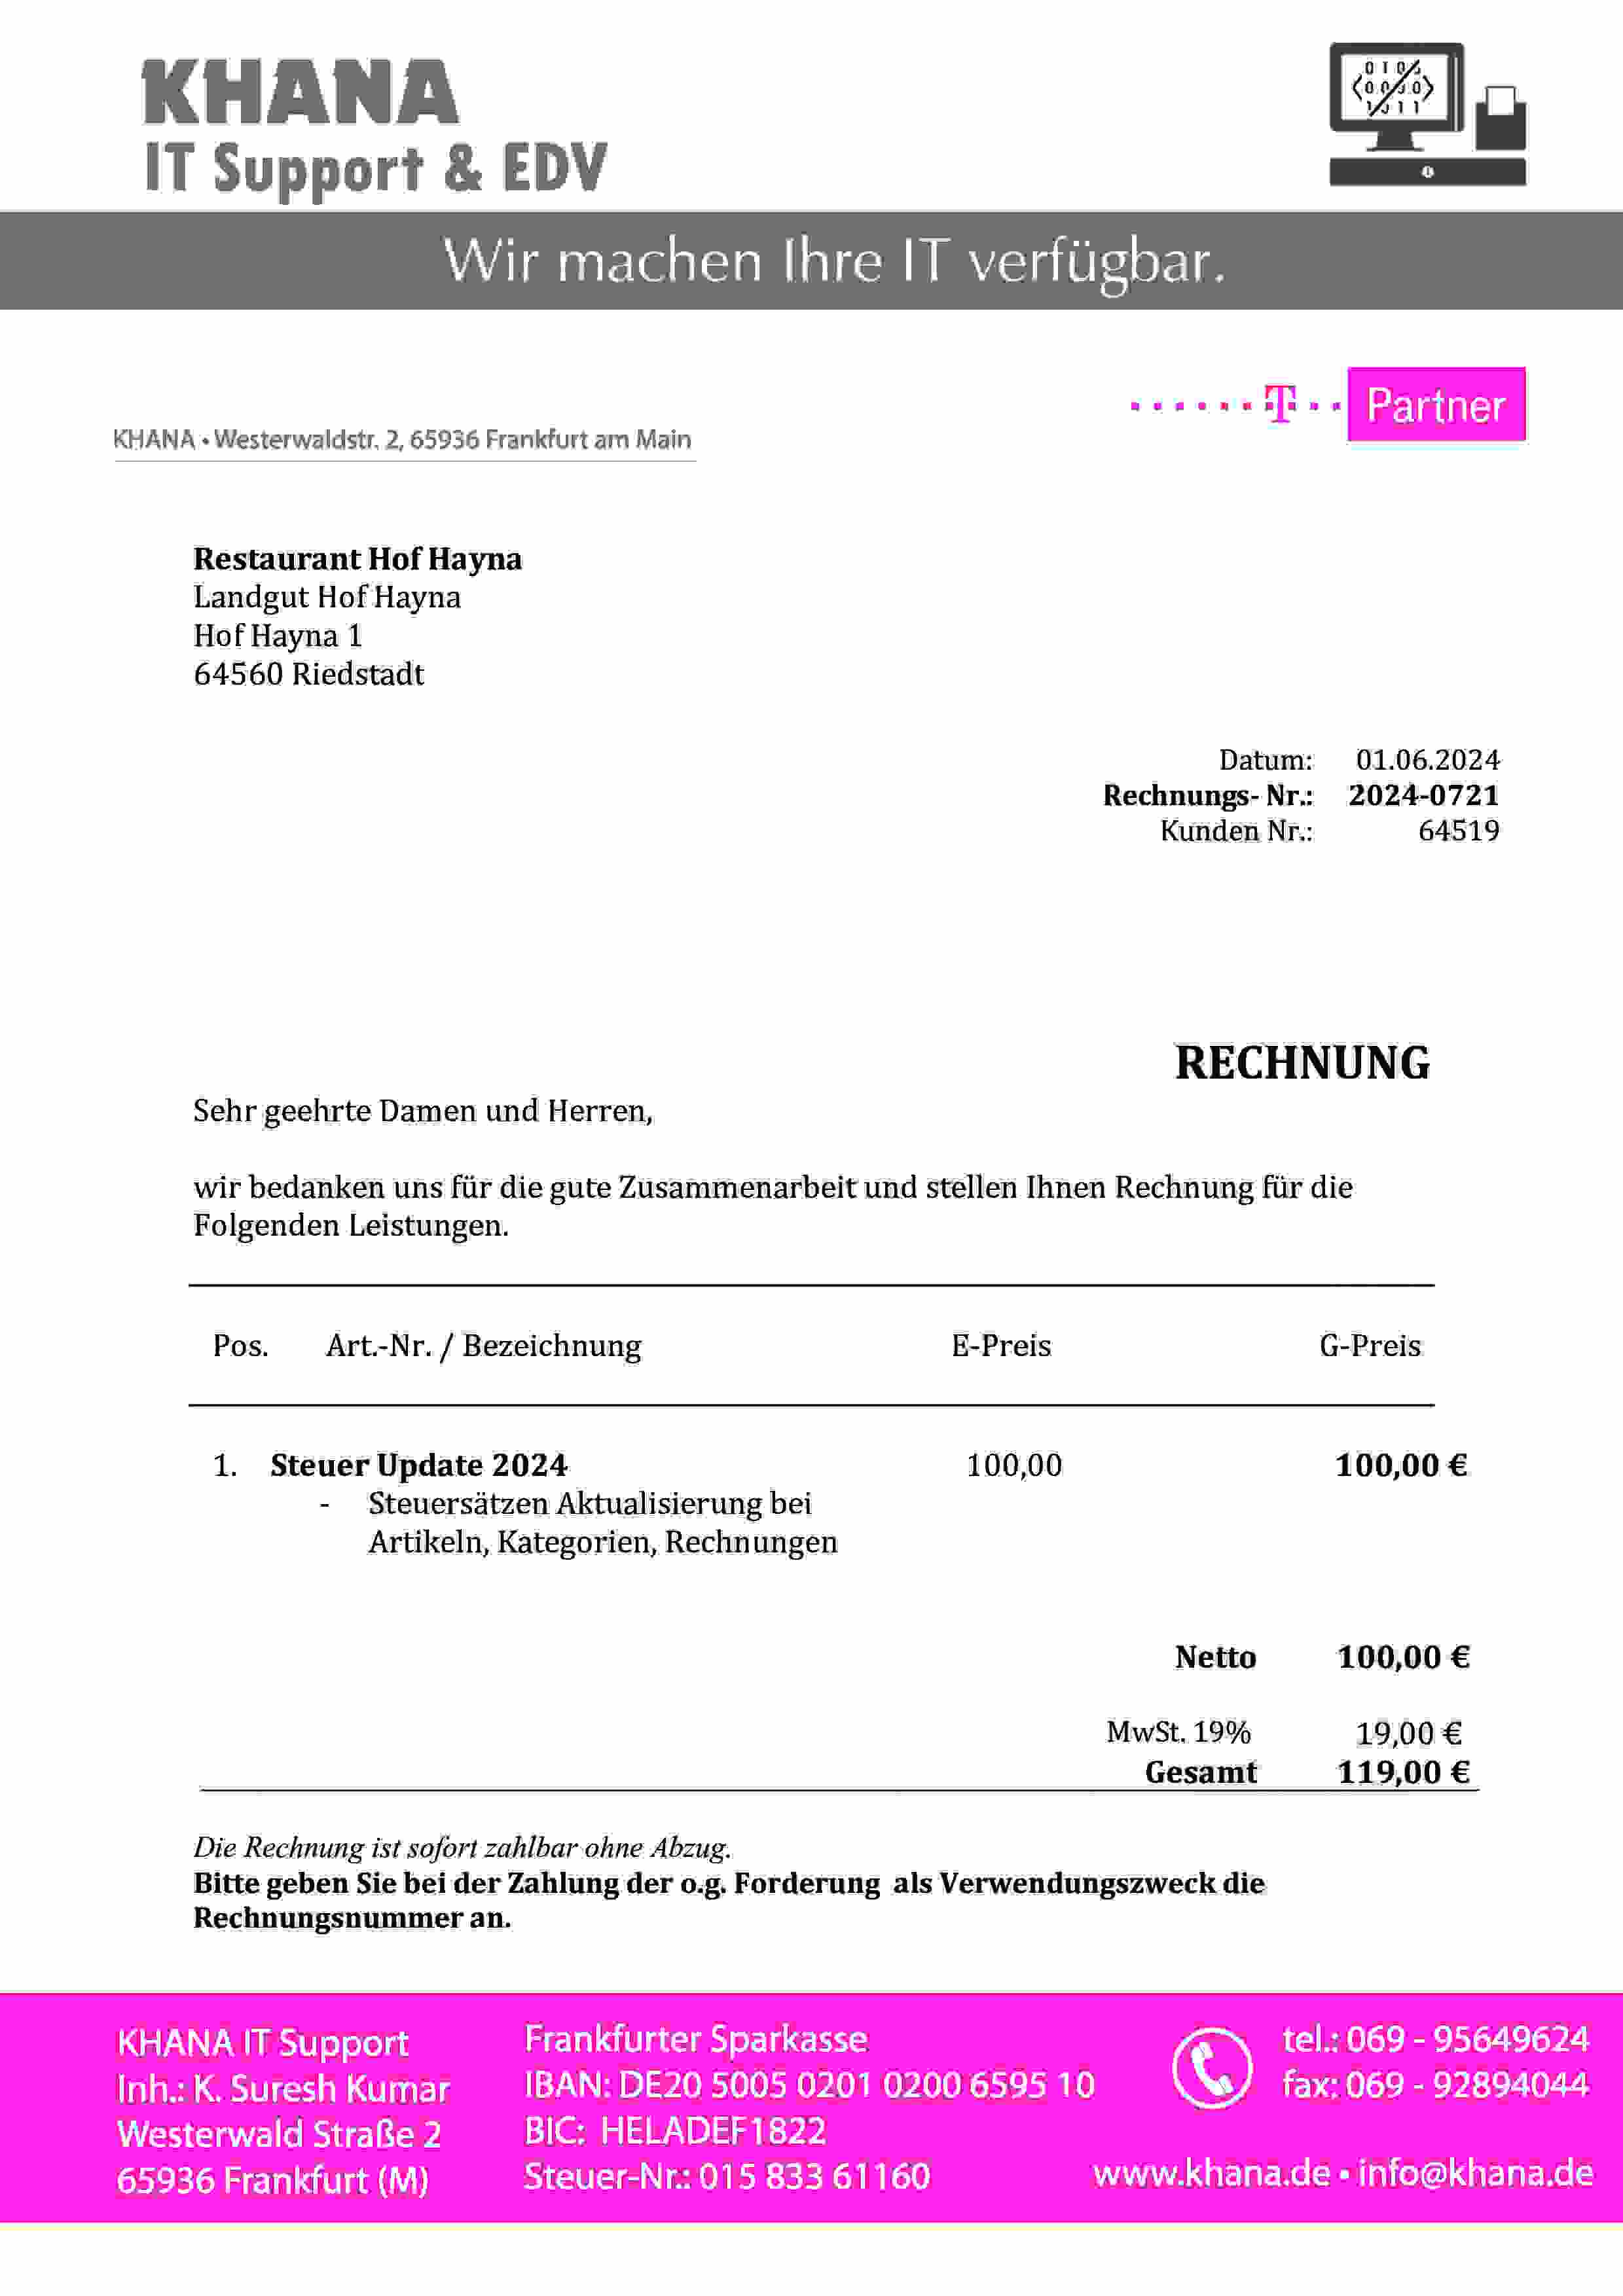 KHANA
IT Support & EDV
Wir machen Ihre IT verfügbar.
T Partner
KHANA • Westerwaldstr. 2, 65936 Frankfurt am Main
Restaurant Hof Hayna
Landgut Hof Hayna
Hof Hayna 1
64560 Riedstadt
Datum: 01.06.2024
Rechnungs- Nr.: 2024-0721
Kunden Nr.: 64519
RECHNUNG
Sehr geehrte Damen und Herren,
wir bedanken uns für die gute Zusammenarbeit und stellen Ihnen Rechnung für die
Folgenden Leistungen.
Pos. Art.-Nr. / Bezeichnung E-Preis G-Preis
1. Steuer Update 2024 100,00 100,00 €
- Steuersätzen Aktualisierung bei
Artikeln, Kategorien, Rechnungen
Netto 100,00 €
MwSt. 19% 19,00 €
Gesamt 119,00 €
Die Rechnung ist sofort zahlbar ohne Abzug.
Bitte geben Sie bei der Zahlung der o.g. Forderung als Verwendungszweck die
Rechnungsnummer an.
KHANA IT Support
Inh.: K. Suresh Kumar
Westerwald Straße 2
65936 Frankfurt (M)
Frankfurter Sparkasse
IBAN: DE20 5005 0201 0200 6595 10
BIC: HELADEF1822
Steuer-Nr.: 015 833 61160
tel.: 069 - 95649624
fax: 069 - 92894044
www.khana.de • info@khana.de